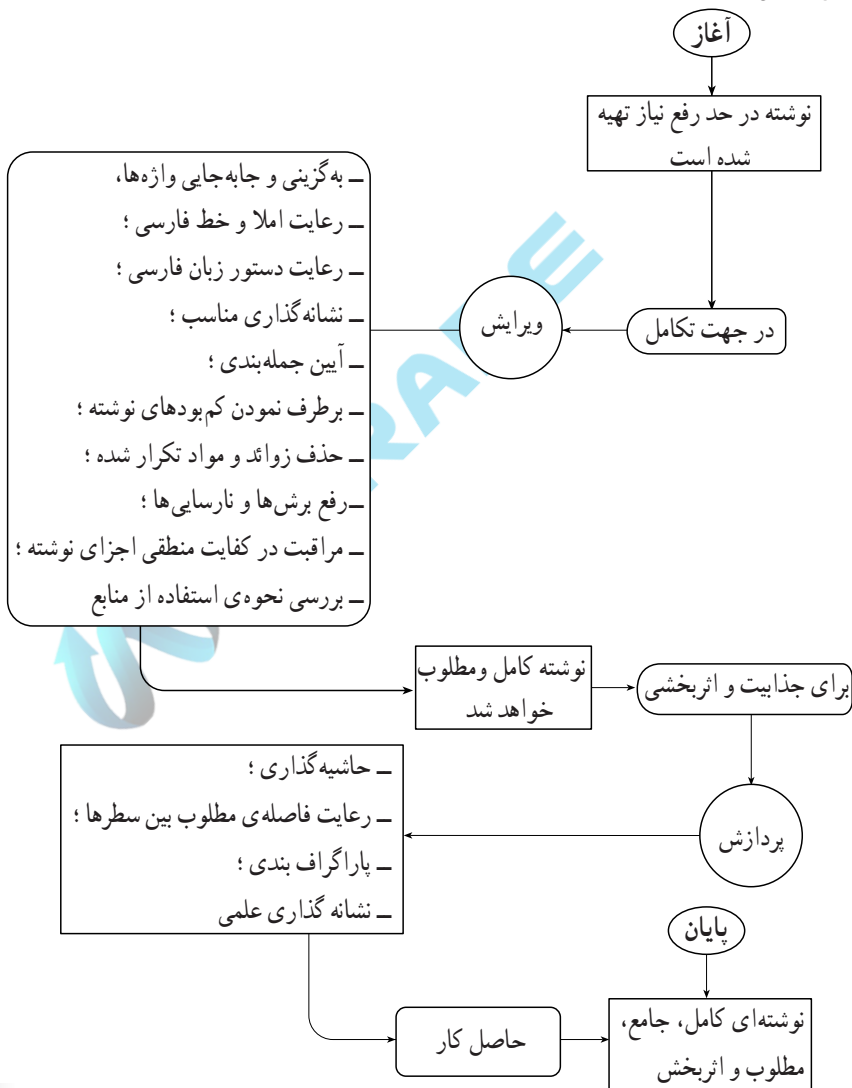 آغاز
نوشته در حد رفع نیاز تهیه
شده است
در جهت تکامل
ویرایش
ــ به‌گزینی و جابه‌جایی واژه‌ها،
ــ رعایت املا و خط فارسی ؛
ــ رعایت دستور زبان فارسی ؛
ــ نشانه‌گذاری مناسب ؛
ــ آیین جمله‌بندی ؛
ــ برطرف نمودن کم‌بودهای نوشته ؛
ــ حذف زوائد و مواد تکرار شده ؛
ــ رفع برش‌ها و نارسایی‌ها ؛
ــ مراقبت در کفایت منطقی اجزای نوشته ؛
ــ بررسی نحوه‌ی استفاده از منابع
نوشته کامل ومطلوب
خواهد شد
برای جذابیت و اثربخشی
پردازش
ــ حاشیه‌گذاری ؛
ــ رعایت فاصله‌ی مطلوب بین سطرها ؛
ــ پاراگراف بندی ؛
ــ نشانه گذاری علمی
حاصل کار
پایان
نوشته‌ای کامل، جامع،
مطلوب و اثربخش